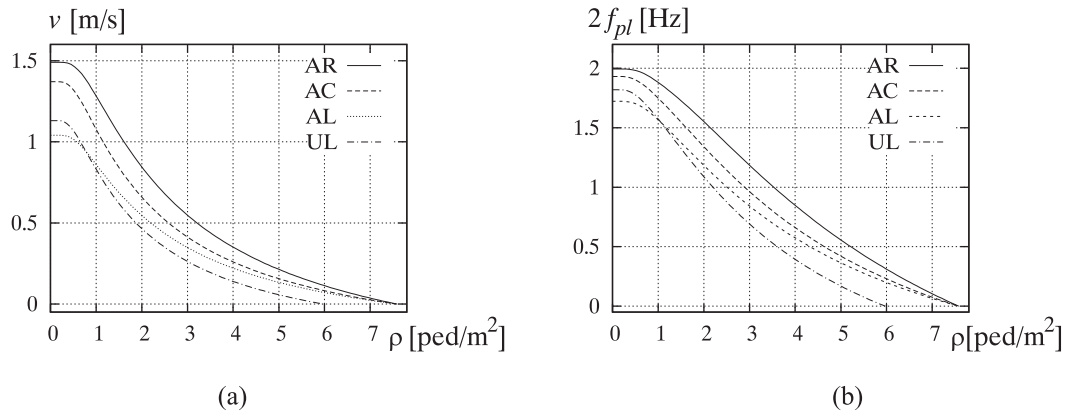 v [m/s]
1.5
1
0.5
0
0 1 2 3 4 5 6 7
ρ [ped/m²]
AR
AC
AL
UL
(a)
2 f_pl [Hz]
2
1.5
1
0.5
0
0 1 2 3 4 5 6 7
ρ[ped/m²]
AR
AC
AL
UL
(b)